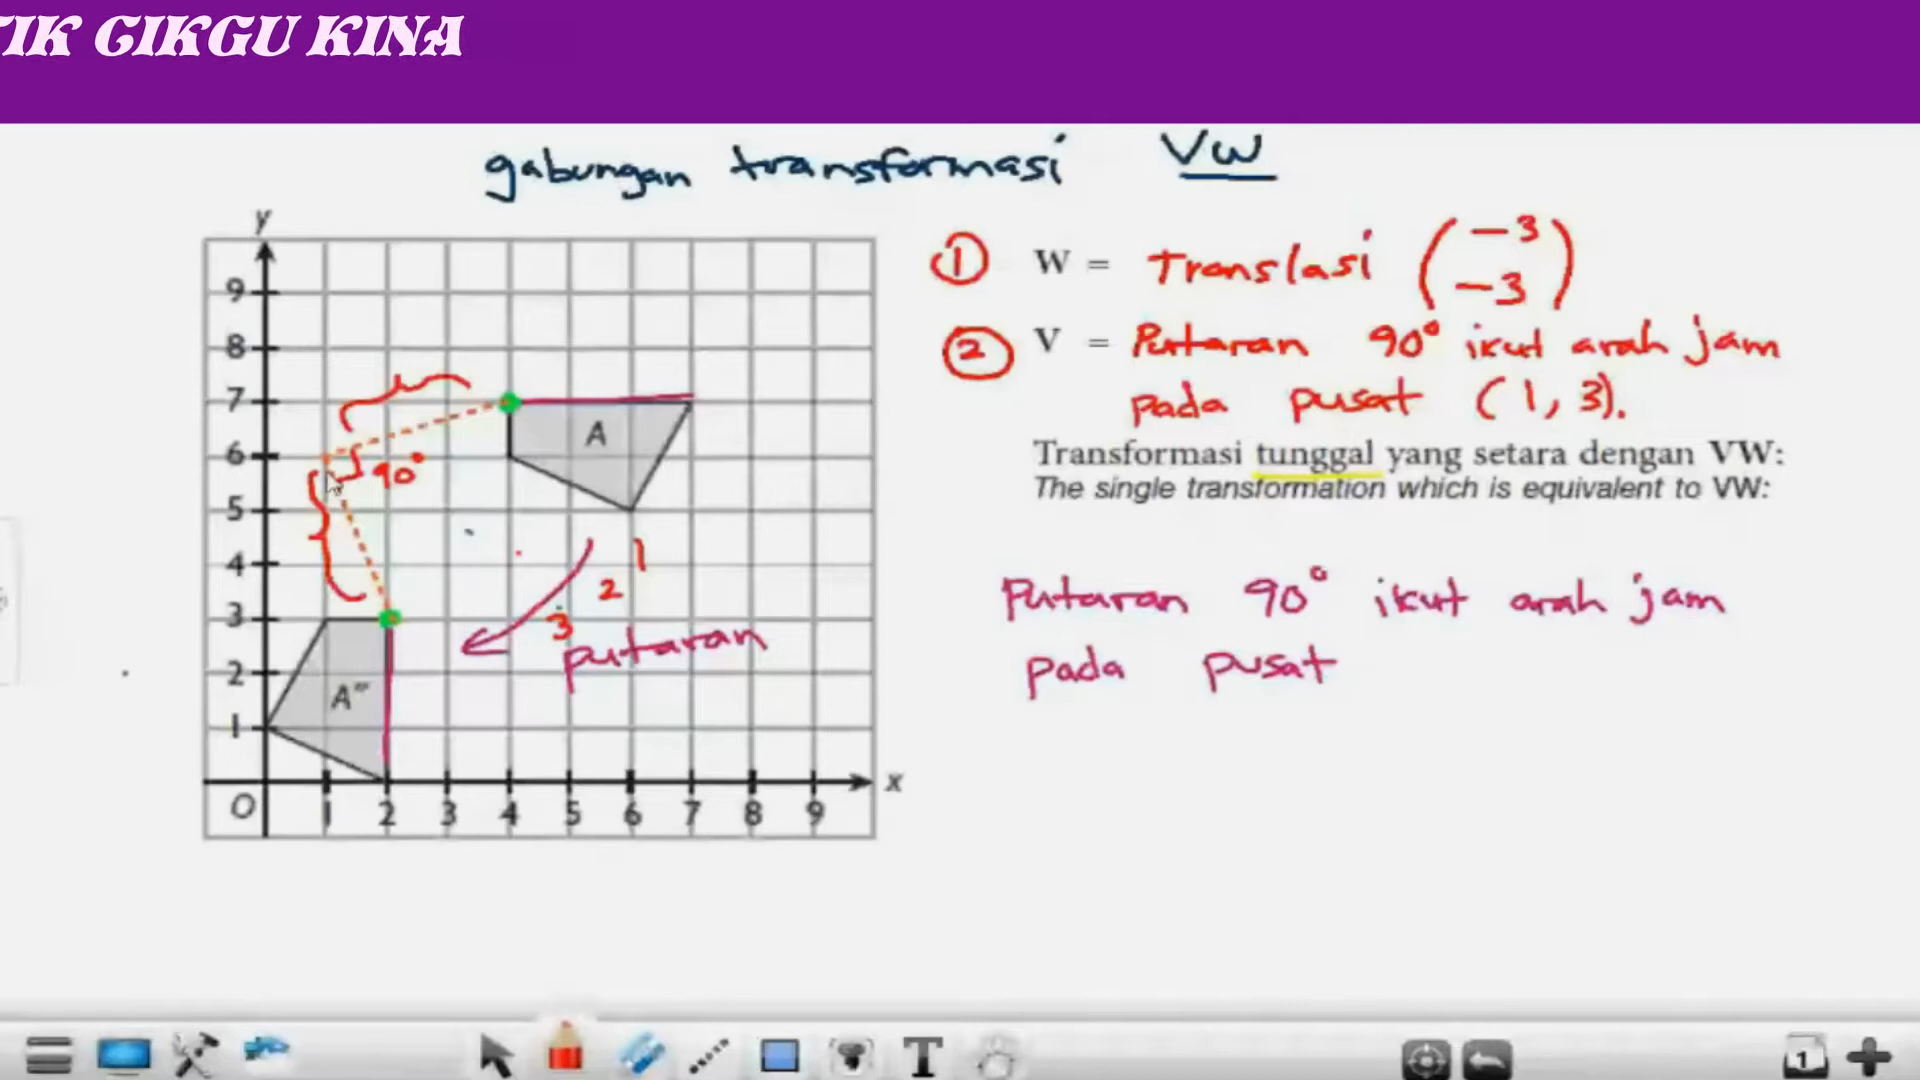 TIK CIKGU KINA
gabungan transformasi VW
y
9
8
7
6
5
4
3
2
1
O
1 2 3 4 5 6 7 8 9
x
A
90°
A"'
1
2
3
putaran
① W = Translasi (-3 -3)
② V = Putaran 90° ikut arah jam
pada pusat (1, 3).
Transformasi tunggal yang setara dengan VW:
The single transformation which is equivalent to VW:
Putaran 90° ikut arah jam
pada pusat
T
1